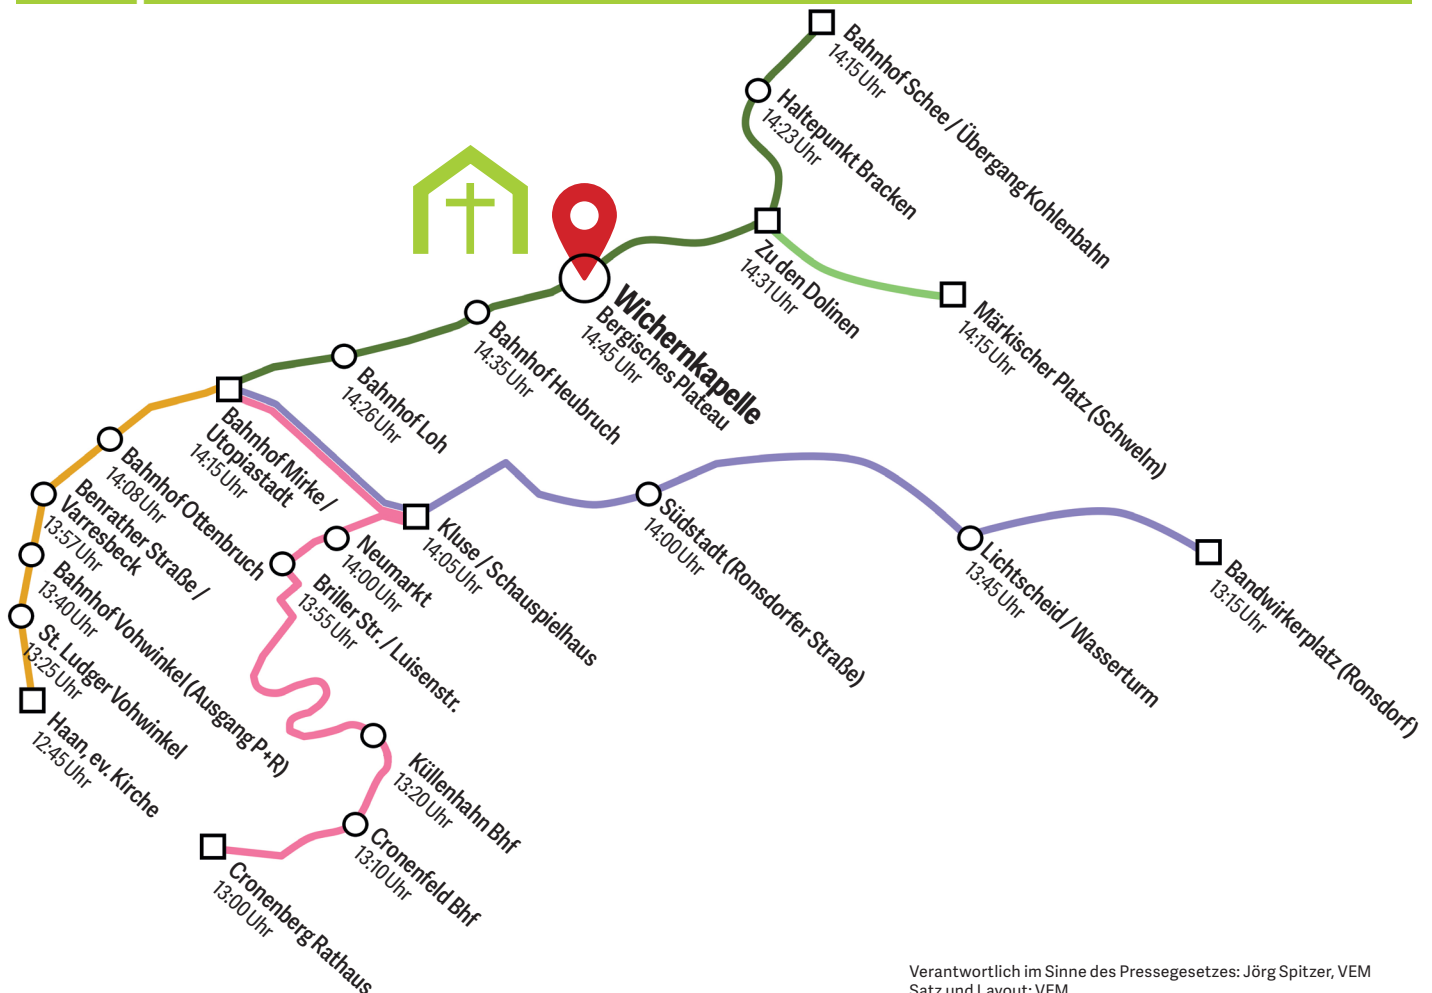 Bahnhof Schee / Übergang Kohlenbahn
14:15 Uhr
Haltepunkt Bracken
14:23 Uhr
Zu den Dolinen
14:31 Uhr
Märkischer Platz (Schwelm)
14:15 Uhr
Wichernkapelle
Bergisches Plateau
14:45 Uhr
Bahnhof Heubruch
14:35 Uhr
Bahnhof Loh
14:26 Uhr
Bahnhof Mirke /
Utopiastadt
14:15 Uhr
Bahnhof Ottenbruch
14:08 Uhr
Benrather Straße /
Varresbeck
13:57 Uhr
Bahnhof Vohwinkel (Ausgang P+R)
13:40 Uhr
St. Ludger Vohwinkel
13:25 Uhr
Haan, ev. Kirche
12:45 Uhr
Kluse / Schauspielhaus
14:05 Uhr
Neumarkt
14:00 Uhr
Briller Str. / Luisenstr.
13:55 Uhr
Küllenhahn Bhf
13:20 Uhr
Cronenfeld Bhf
13:10 Uhr
Cronenberg Rathaus
13:00 Uhr
Südstadt (Ronsdorfer Straße)
14:00 Uhr
Lichtscheid / Wasserturm
13:45 Uhr
Bandwirkerplatz (Ronsdorf)
13:15 Uhr
Verantwortlich im Sinne des Pressegesetzes: Jörg Spitzer, VEM
Satz und Layout: VEM